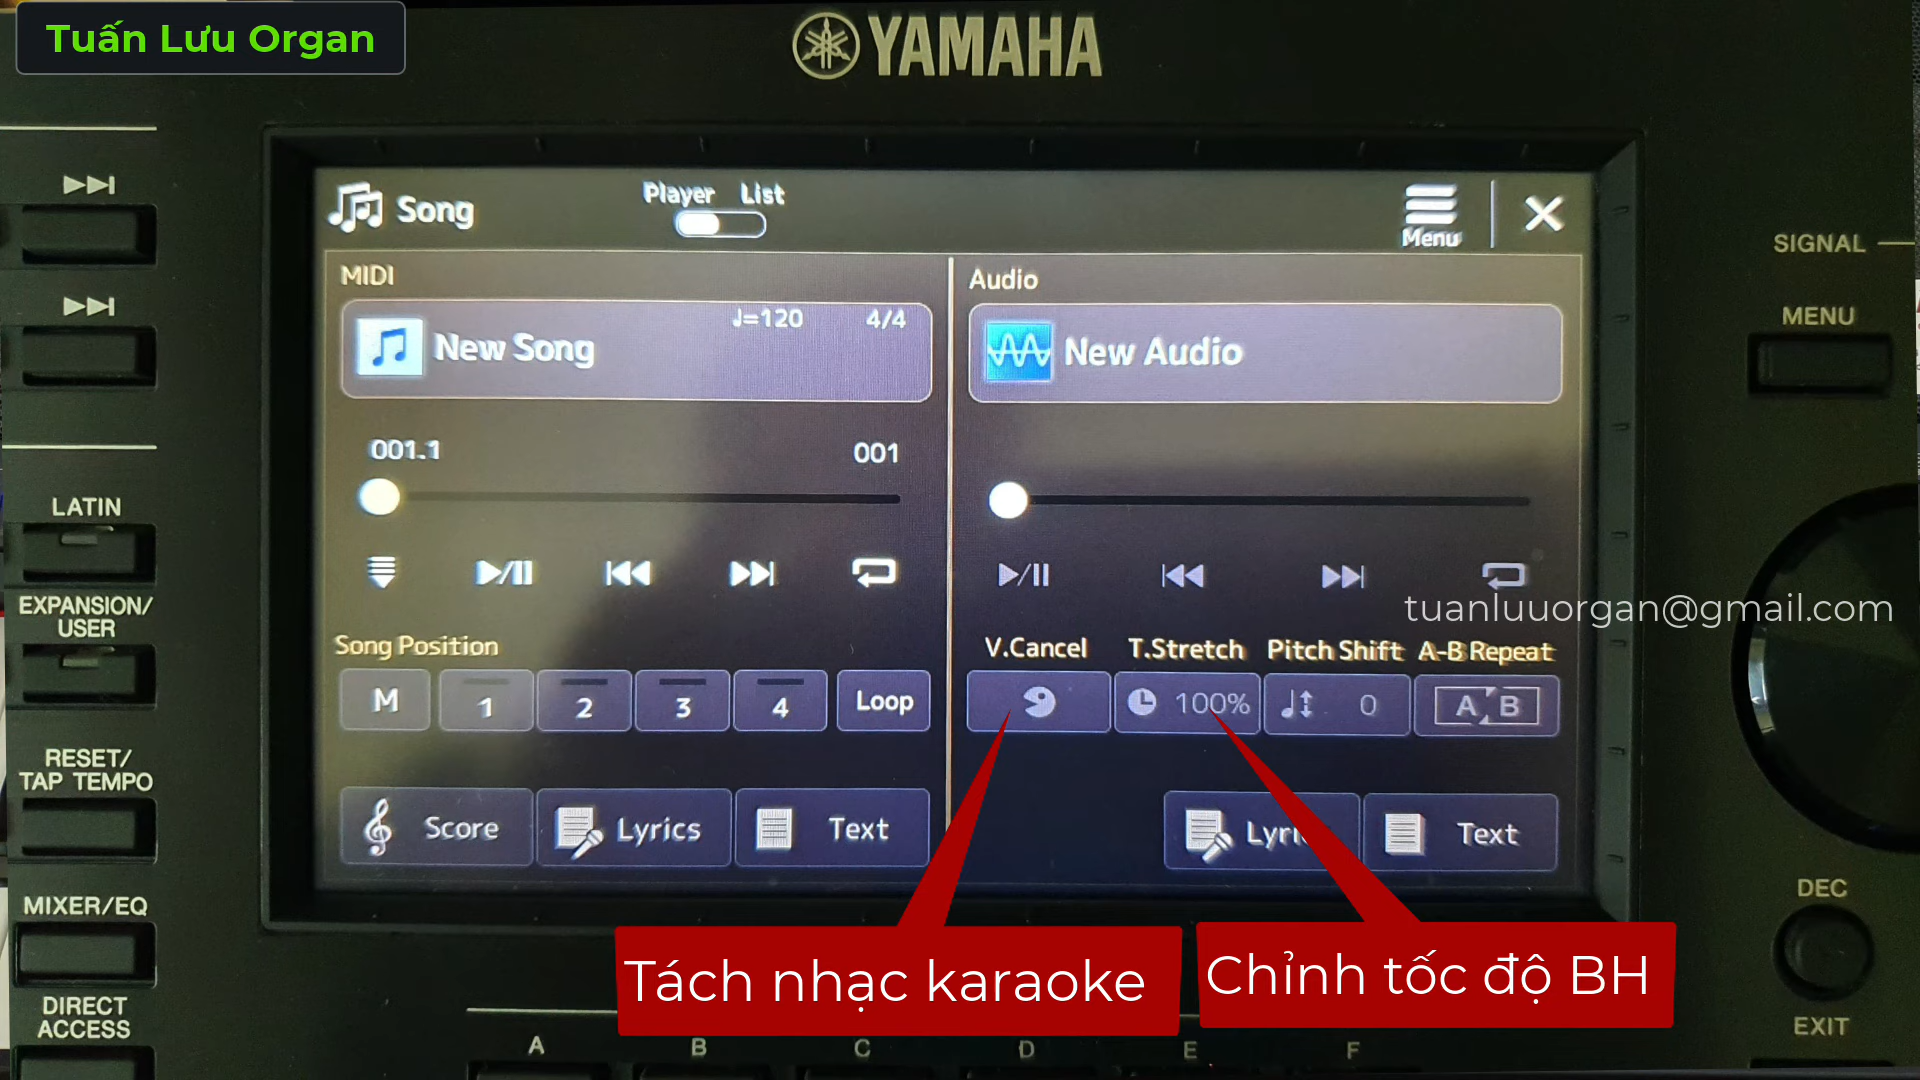 Tuấn Lưu Organ
YAMAHA
Song
Player List
Menu
MIDI
Audio
♩=120 4/4
New Song
New Audio
001.1 001
Song Position
V.Cancel T.Stretch Pitch Shift A-B Repeat
M 1 2 3 4 Loop
100% 0 A B
Score Lyrics Text
Text
LATIN
EXPANSION/
USER
RESET/
TAP TEMPO
MIXER/EQ
DIRECT
ACCESS
SIGNAL
MENU
tuanluuorgan@gmail.com
DEC
EXIT
Tách nhạc karaoke
Chỉnh tốc độ BH
A B C D E F